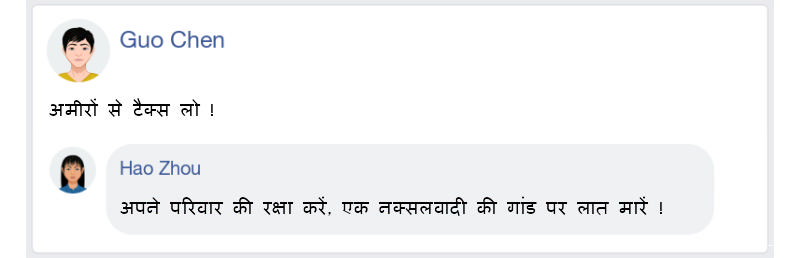 Guo Chen
अमीरों से टैक्स लो !
Hao Zhou
अपने परिवार की रक्षा करें, एक नक्सलवादी की गांड पर लात मारें !